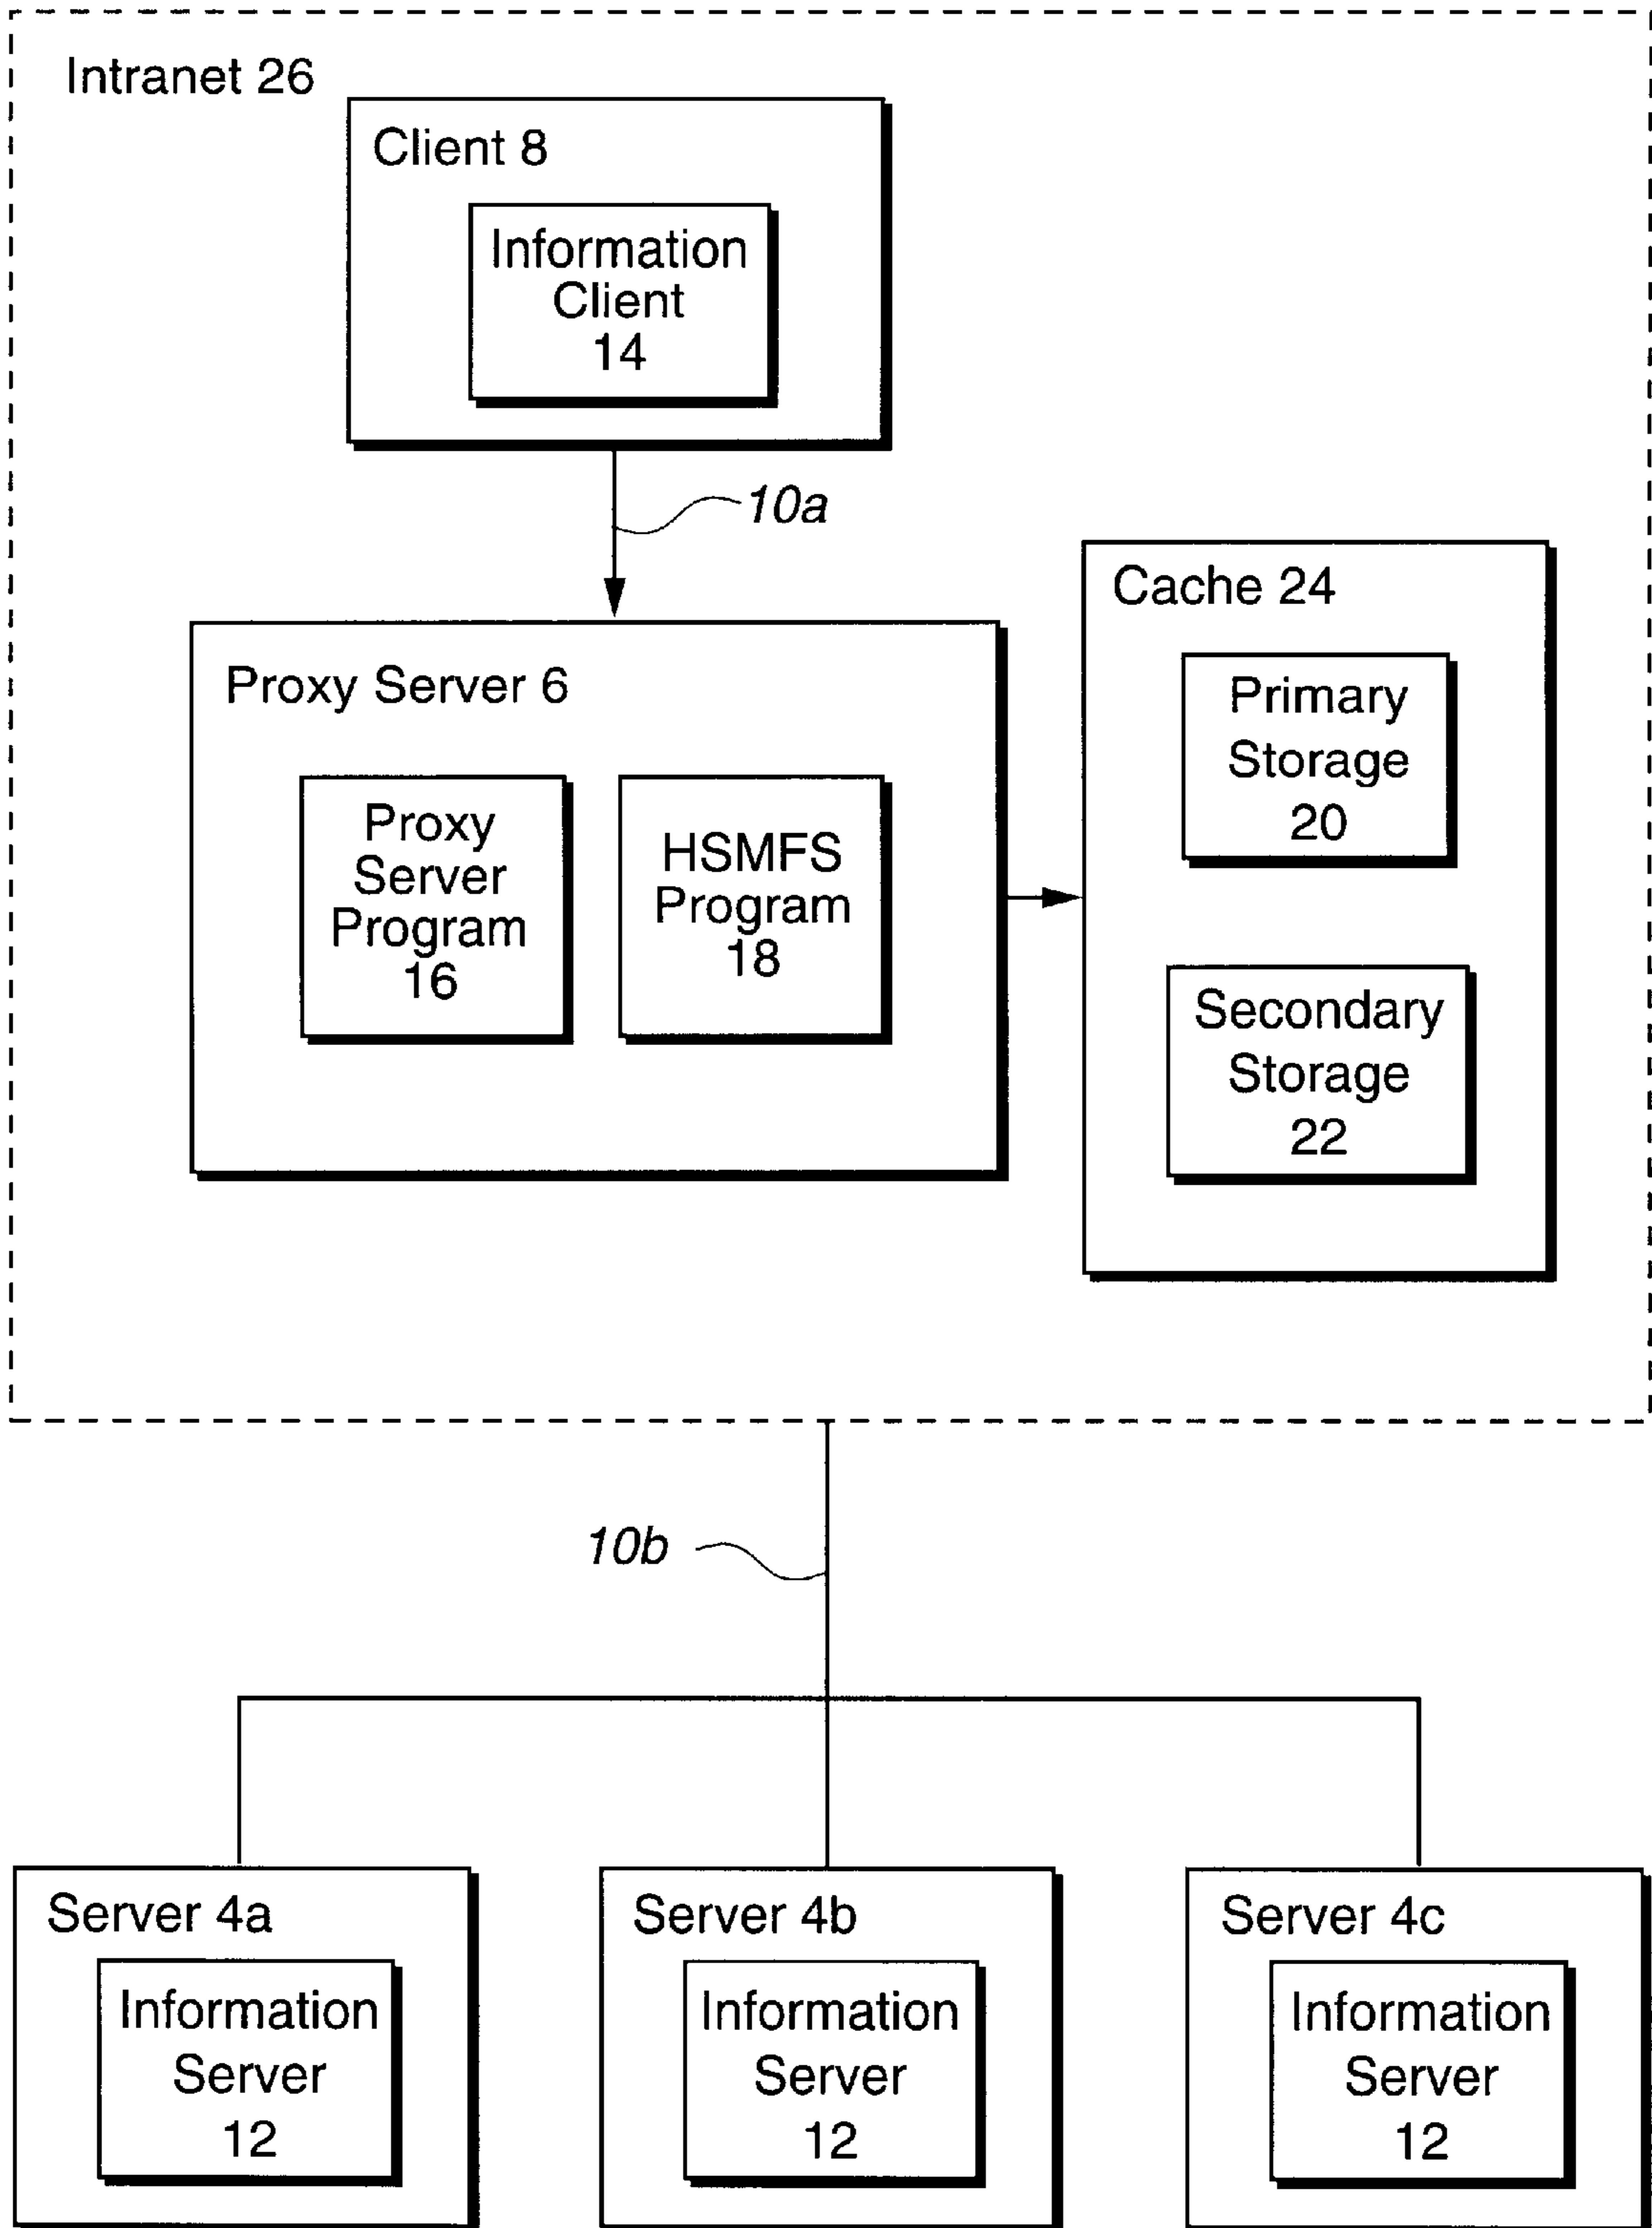 Intranet 26
Client 8
Information
Client
14
10a
Proxy Server 6
Proxy
Server
Program
16
HSMFS
Program
18
Cache 24
Primary
Storage
20
Secondary
Storage
22
10b
Server 4a
Information
Server
12
Server 4b
Information
Server
12
Server 4c
Information
Server
12